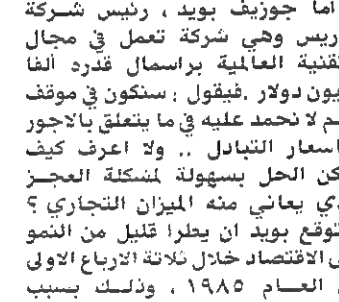 اما جوزيف بويد ، رئيس شركة
اريس وهي شركة تعمل في مجال
تقنية العالمية براسمال قدره الفا
يون دولار .فيقول : سنكون في موقف
م لا نحمد عليه في ما يتعلق بالاجور
اسعار التبادل .. ولا اعرف كيف
كن الحل بسهولة لمشكلة العجز
ذي يعاني منه الميزان التجاري ؟
توقع بويد ان يطرا قليل من النمو
ى الاقتصاد خلال ثلاثة الارباع الاولى
العام ١٩٨٥ ، وذلك بسبب